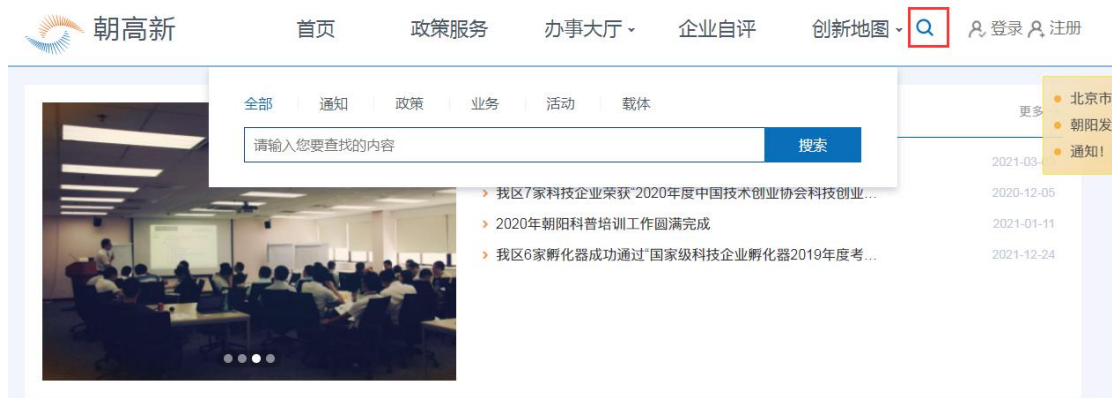 朝高新 首页 政策服务 办事大厅 企业自评 创新地图 登录 注册
全部 通知 政策 业务 活动 载体
请输入您要查找的内容 搜索
更多
北京市
朝阳发
通知！
2021-03-
我区7家科技企业荣获“2020年度中国技术创业协会科技创业... 2020-12-05
2020年朝阳科普培训工作圆满完成 2021-01-11
我区6家孵化器成功通过“国家级科技企业孵化器2019年度考... 2021-12-24